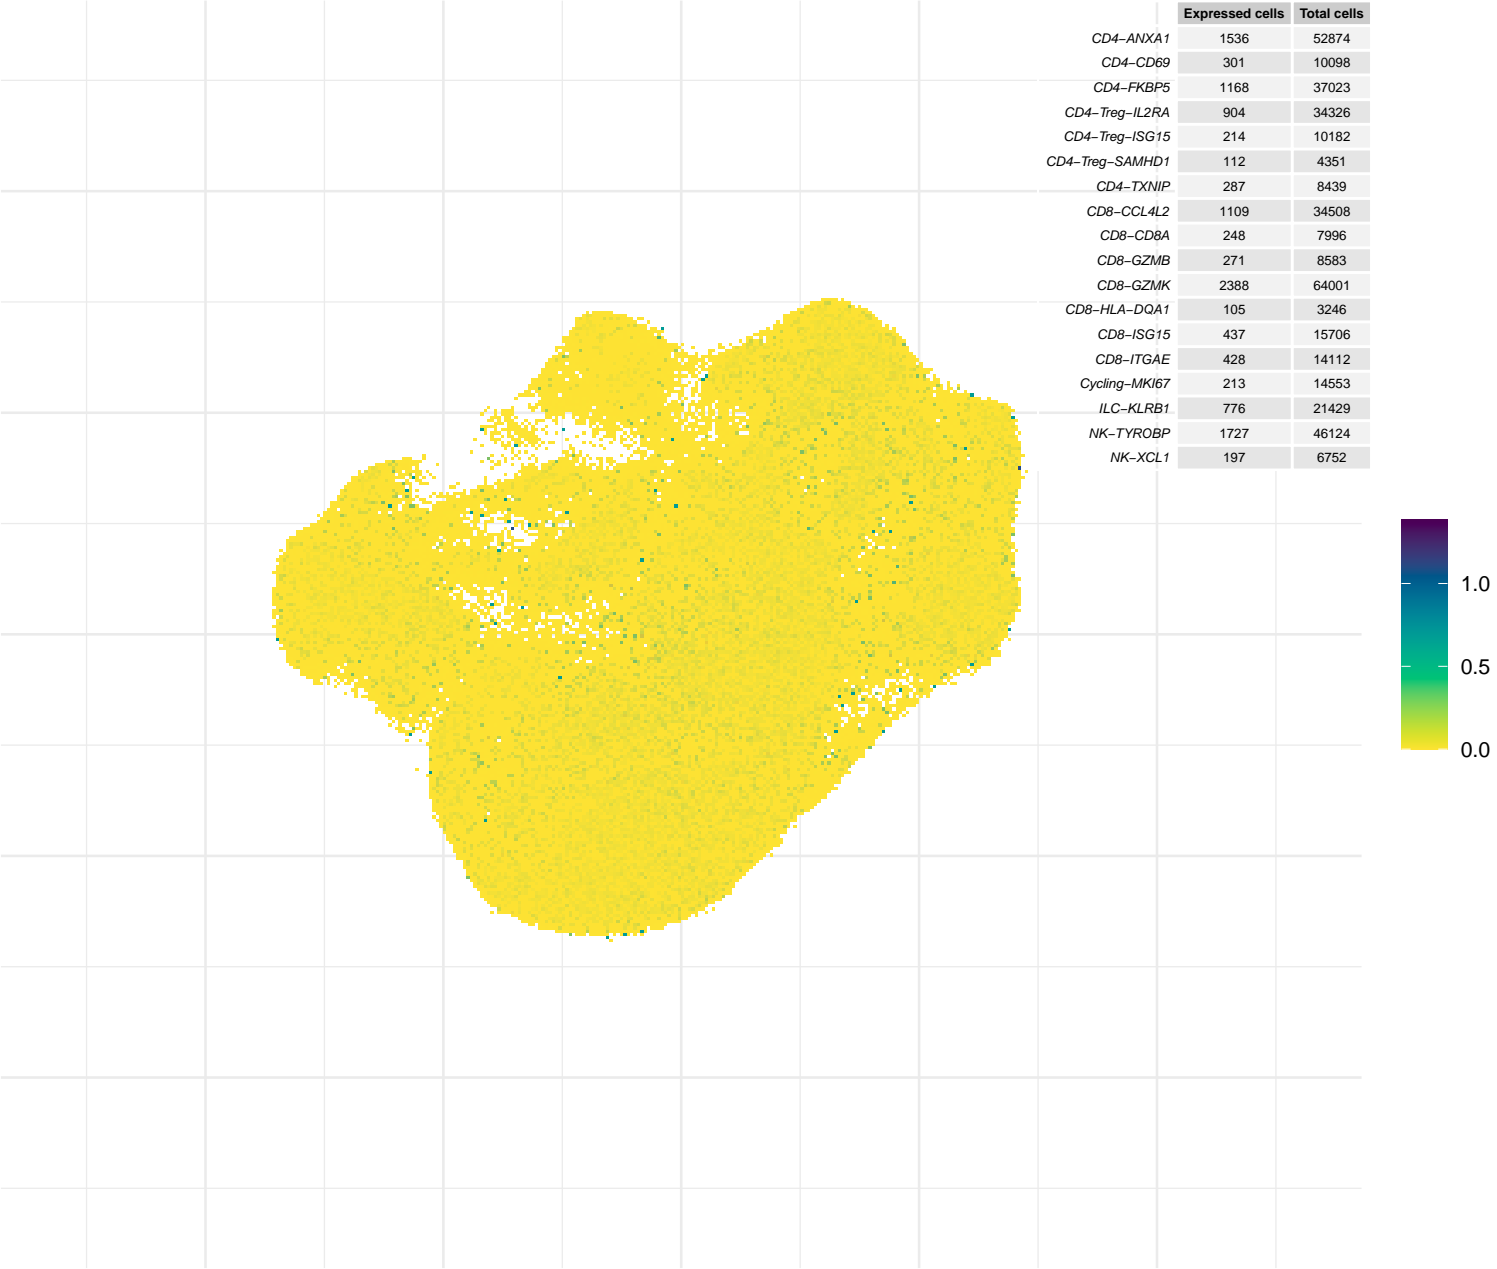 Expressed cells Total cells
CD4−ANXA1 1536 52874
CD4−CD69 301 10098
CD4−FKBP5 1168 37023
CD4−Treg−IL2RA 904 34326
CD4−Treg−ISG15 214 10182
CD4−Treg−SAMHD1 112 4351
CD4−TXNIP 287 8439
CD8−CCL4L2 1109 34508
CD8−CD8A 248 7996
CD8−GZMB 271 8583
CD8−GZMK 2388 64001
CD8−HLA−DQA1 105 3246
CD8−ISG15 437 15706
CD8−ITGAE 428 14112
Cycling−MKI67 213 14553
ILC−KLRB1 776 21429
NK−TYROBP 1727 46124
NK−XCL1 197 6752
1.0
0.5
0.0